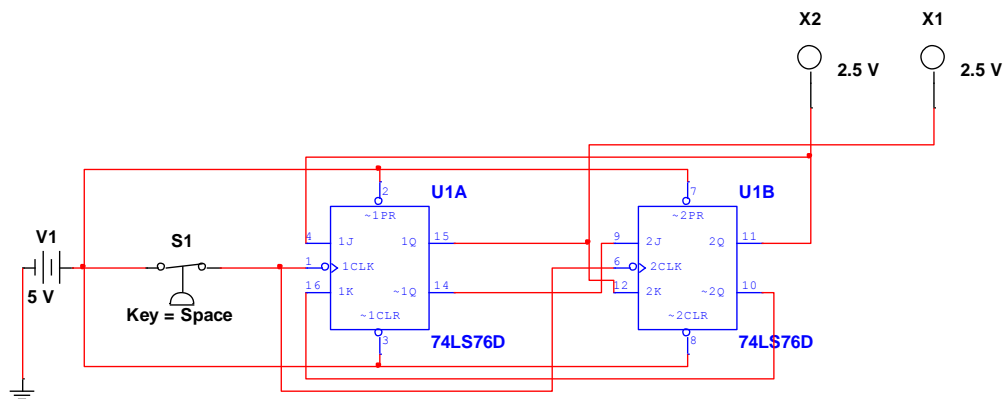 X2 X1
2.5 V 2.5 V
2 U1A 7 U1B
~1PR ~2PR
V1 S1 4 1J 1Q 15 9 2J 2Q 11
1 1CLK 6 2CLK
5 V 16 1K ~1Q 14 12 2K ~2Q 10
Key = Space ~1CLR ~2CLR
3 74LS76D 8 74LS76D